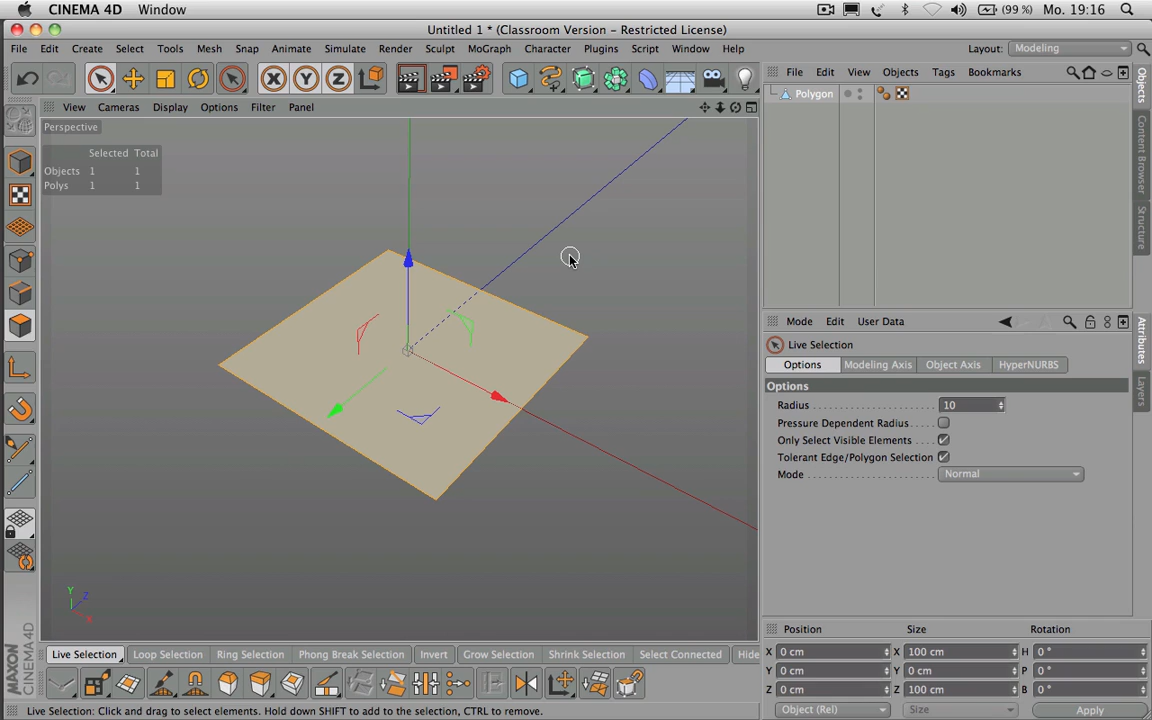 CINEMA 4D Window (99 %) Mo. 19:16
Untitled 1 * (Classroom Version – Restricted License)
File Edit Create Select Tools Mesh Snap Animate Simulate Render Sculpt MoGraph Character Plugins Script Window Help Layout: Modeling
X Y Z
File Edit View Objects Tags Bookmarks
View Cameras Display Options Filter Panel
Polygon
Perspective
Selected Total
Objects 1 1
Polys 1 1
Objects
Content Browser
Structure
Mode Edit User Data
Live Selection
Options Modeling Axis Object Axis HyperNURBS
Options
Radius 10
Pressure Dependent Radius
Only Select Visible Elements
Tolerant Edge/Polygon Selection
Mode Normal
Attributes
Layers
Y Z X
Position Size Rotation
X 0 cm X 100 cm H 0 °
Y 0 cm Y 0 cm P 0 °
Z 0 cm Z 100 cm B 0 °
Object (Rel) Size Apply
Live Selection Loop Selection Ring Selection Phong Break Selection Invert Grow Selection Shrink Selection Select Connected Hide
MAXON CINEMA 4D
Live Selection: Click and drag to select elements. Hold down SHIFT to add to the selection, CTRL to remove.